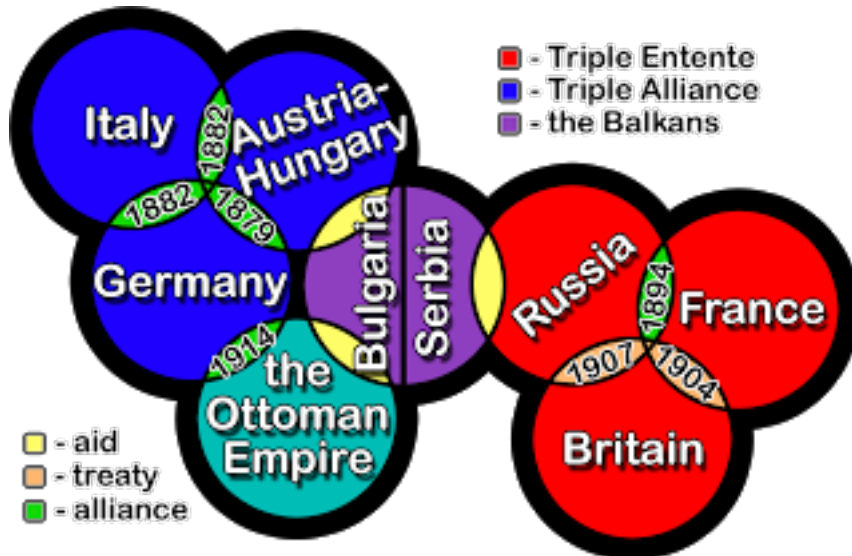 - Triple Entente
- Triple Alliance
- the Balkans
Italy
Austria-
Hungary
1882
1882
1879
Germany
Bulgaria
Serbia
Russia
1894
France
1914
the
Ottoman
Empire
1907
1904
Britain
- aid
- treaty
- alliance